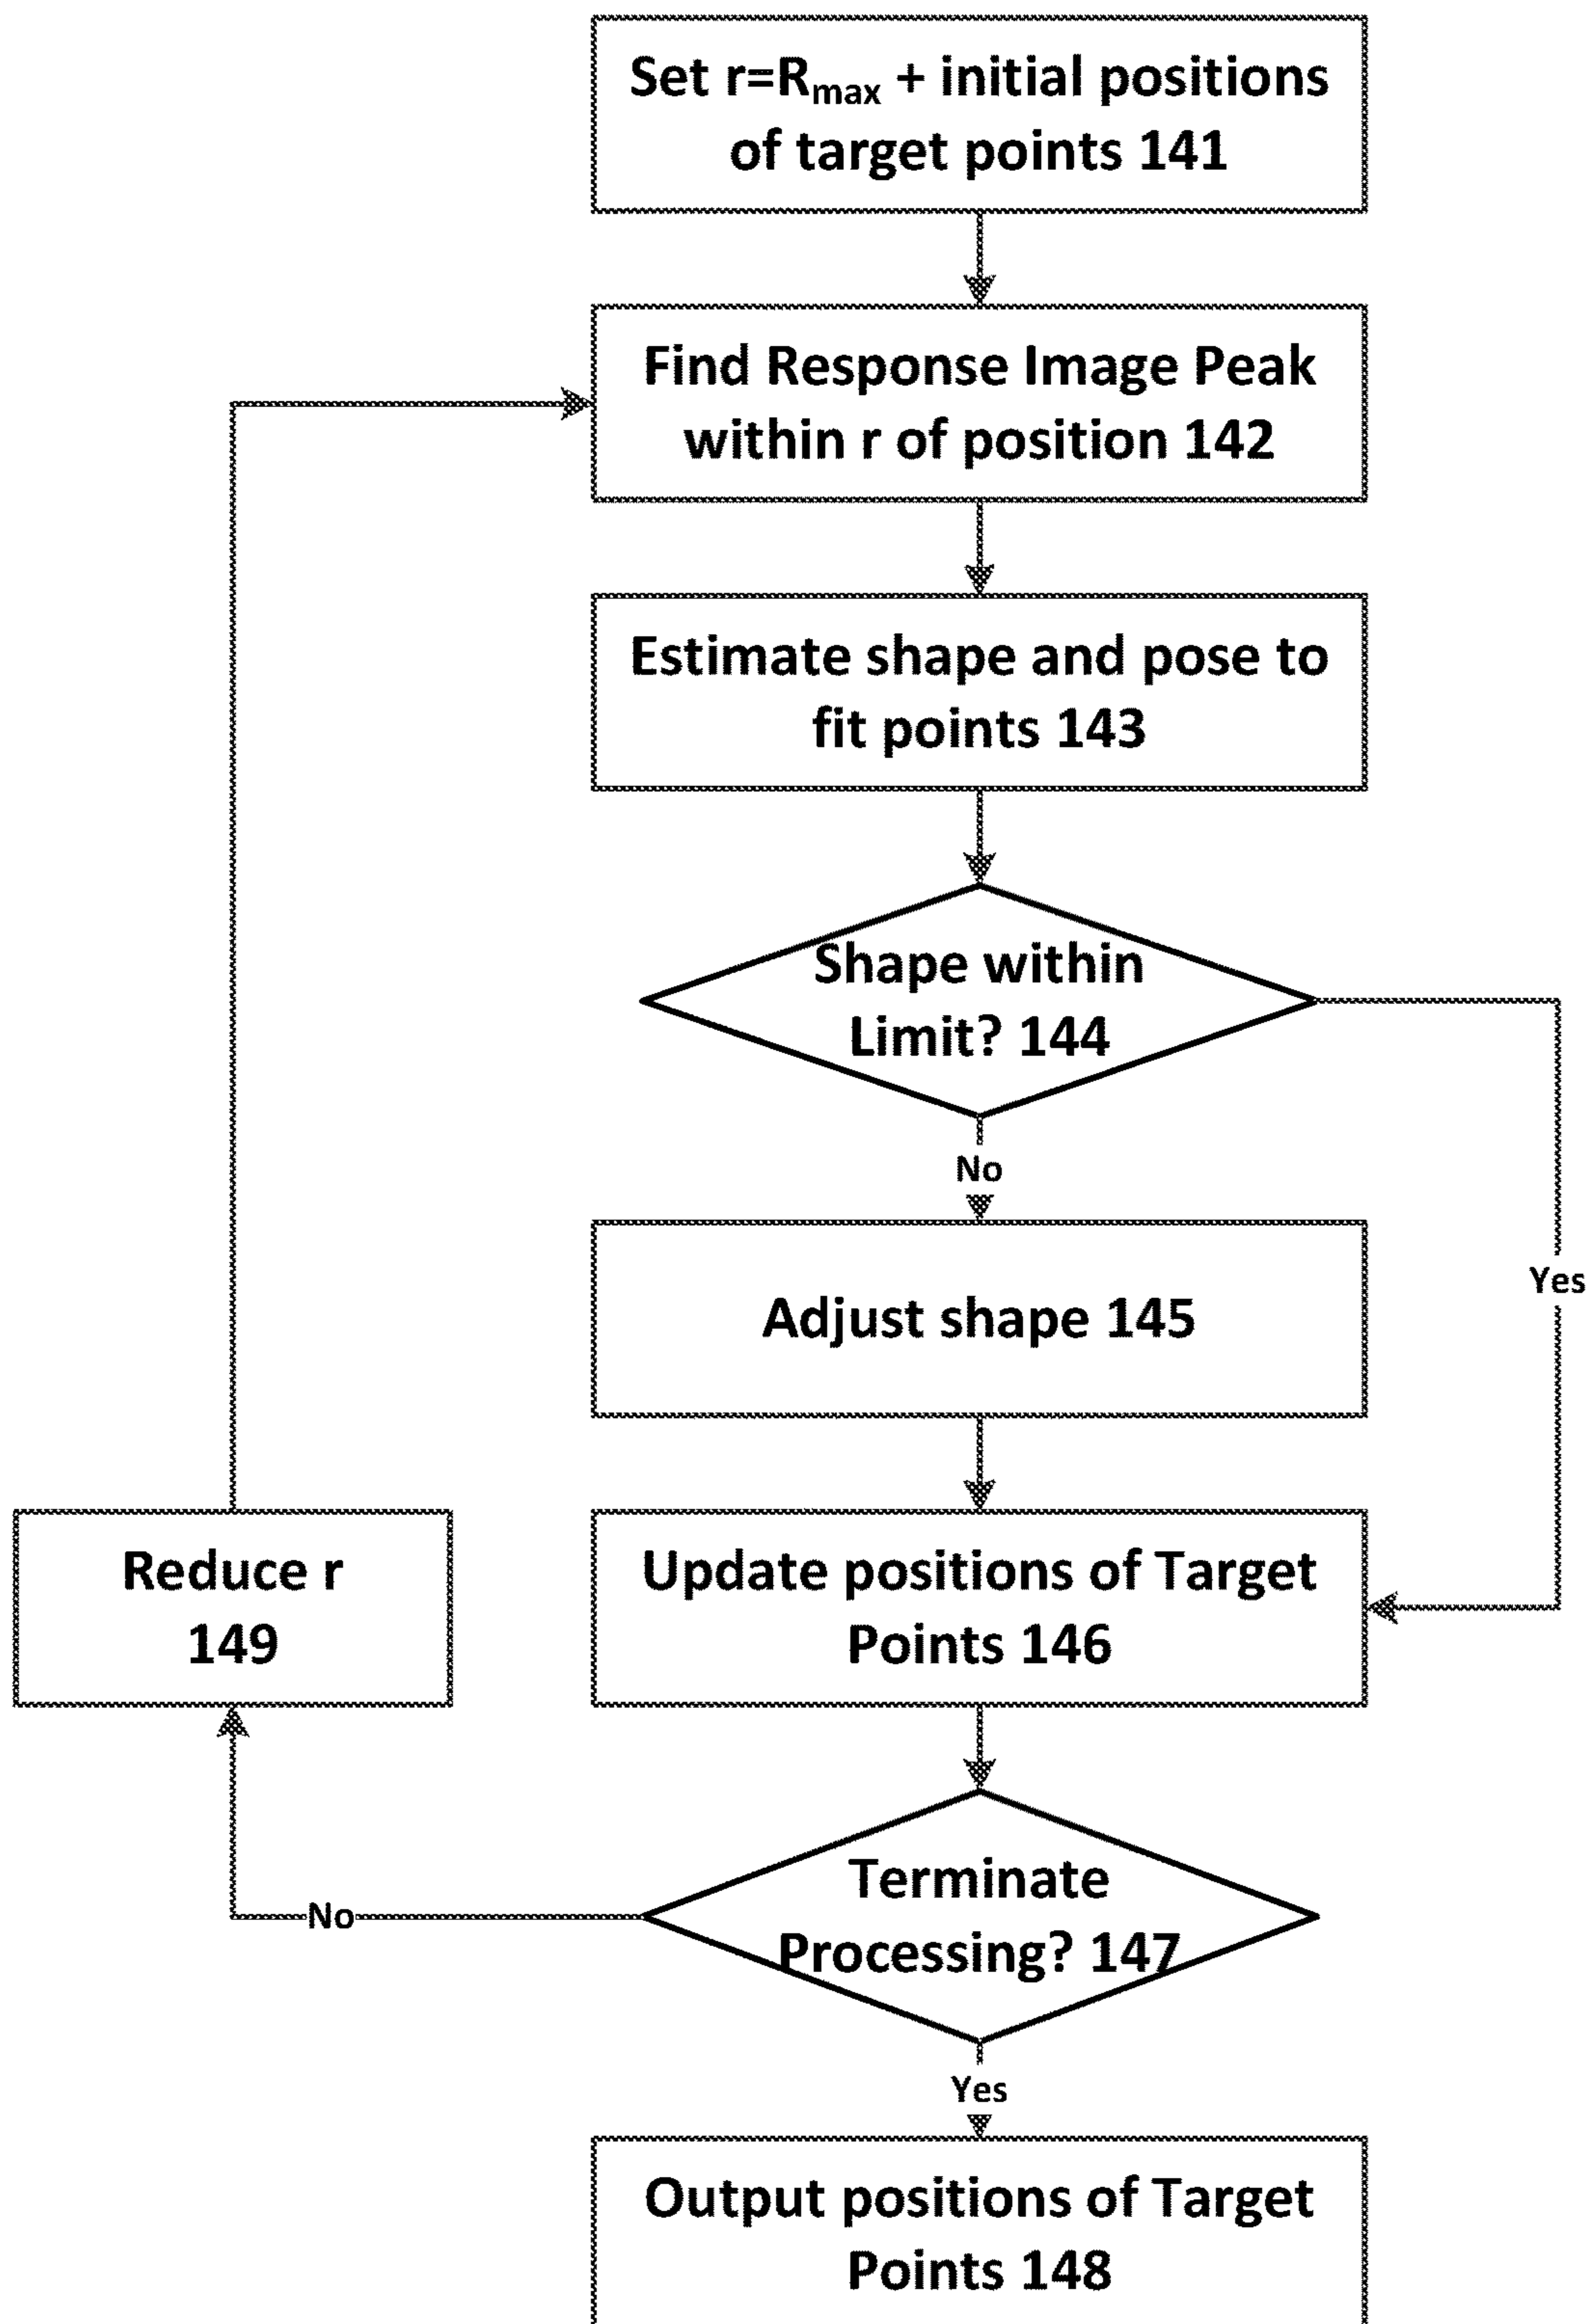 Set r=Rmax + initial positions
of target points 141
Find Response Image Peak
within r of position 142
Estimate shape and pose to
fit points 143
Shape within
Limit? 144
No
Yes
Adjust shape 145
Update positions of Target
Points 146
Reduce r
149
Terminate
Processing? 147
No
Yes
Output positions of Target
Points 148